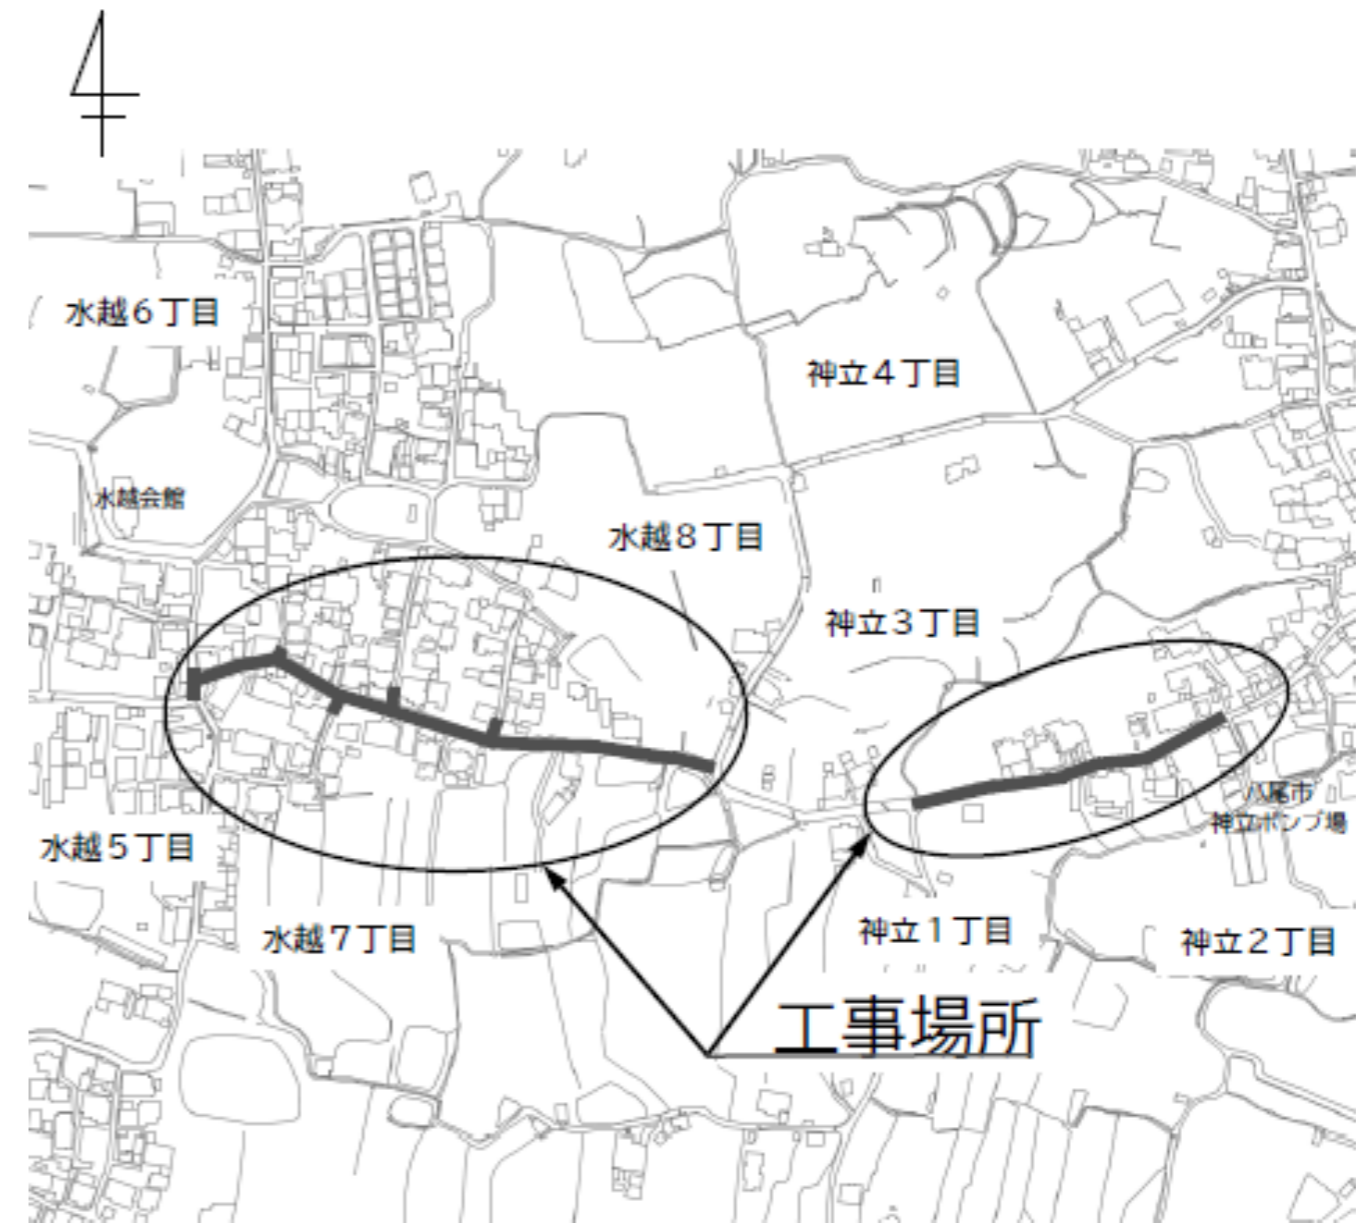 水越６丁目
神立４丁目
水越会館
水越８丁目
神立３丁目
八尾市
神立ポンプ場
水越５丁目
水越７丁目
神立１丁目
神立２丁目
工事場所